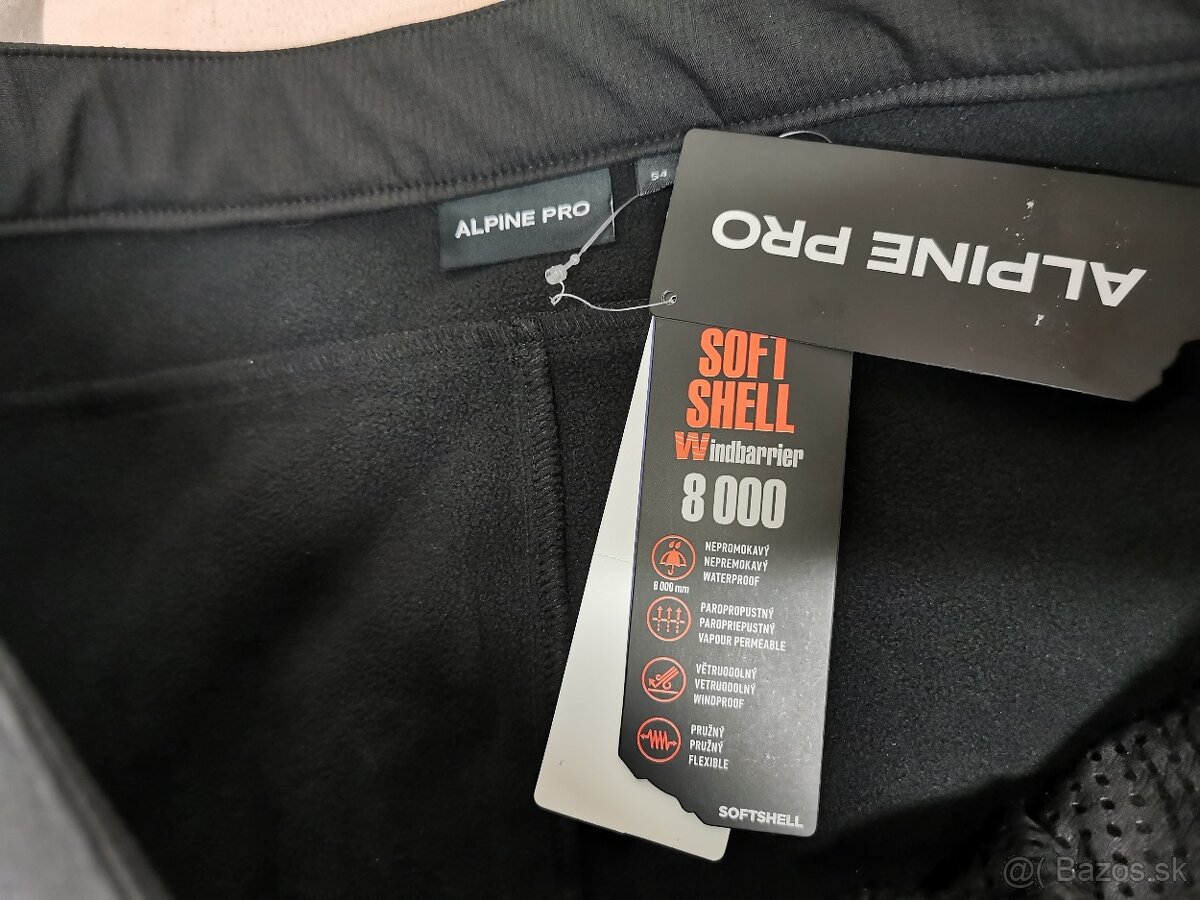 ALPINE PRO
54
ALPINE PRO
SOFT
SHELL
Windbarrier
8 000
8 000 mm
NEPROMOKAVÝ
NEPREMOKAVÝ
WATERPROOF
PAROPROPUSTNÝ
PAROPRIEPUSTNÝ
VAPOUR PERMEABLE
VĚTRUODOLNÝ
VETRUODOLNÝ
WINDPROOF
PRUŽNÝ
PRUŽNÝ
FLEXIBLE
SOFTSHELL
@( Bazos.sk